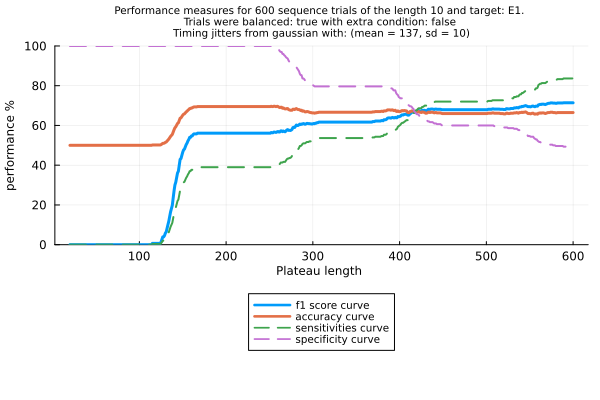 Performance measures for 600 sequence trials of the length 10 and target: E1.
Trials were balanced: true with extra condition: false
Timing jitters from gaussian with: (mean = 137, sd = 10)
100
80
60
40
20
0
performance %
100 200 300 400 500 600
Plateau length
f1 score curve
accuracy curve
sensitivities curve
specificity curve